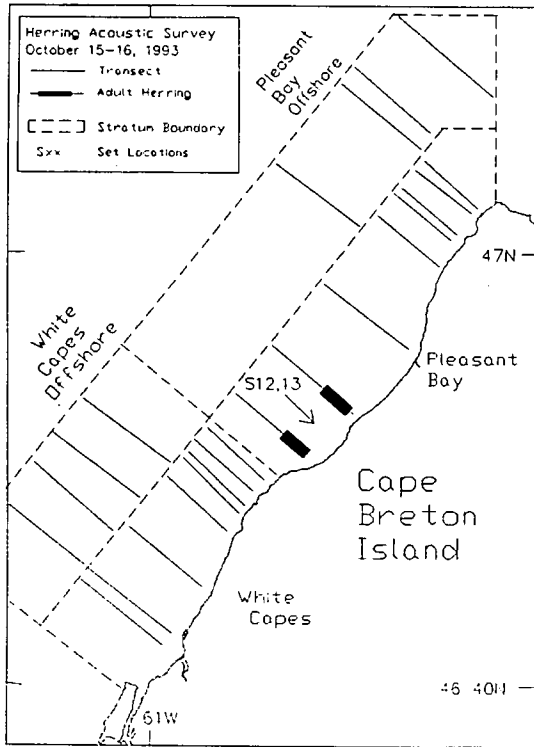 Herring Acoustic Survey
October 15-16, 1993
Transect
Adult Herring
Stratum Boundary
Sxx Set Locations
Pleasant
Bay
Offshore
47N
White
Capes
Offshore
S12,13
Pleasant
Bay
Cape
Breton
Island
White
Capes
46 40N
61W